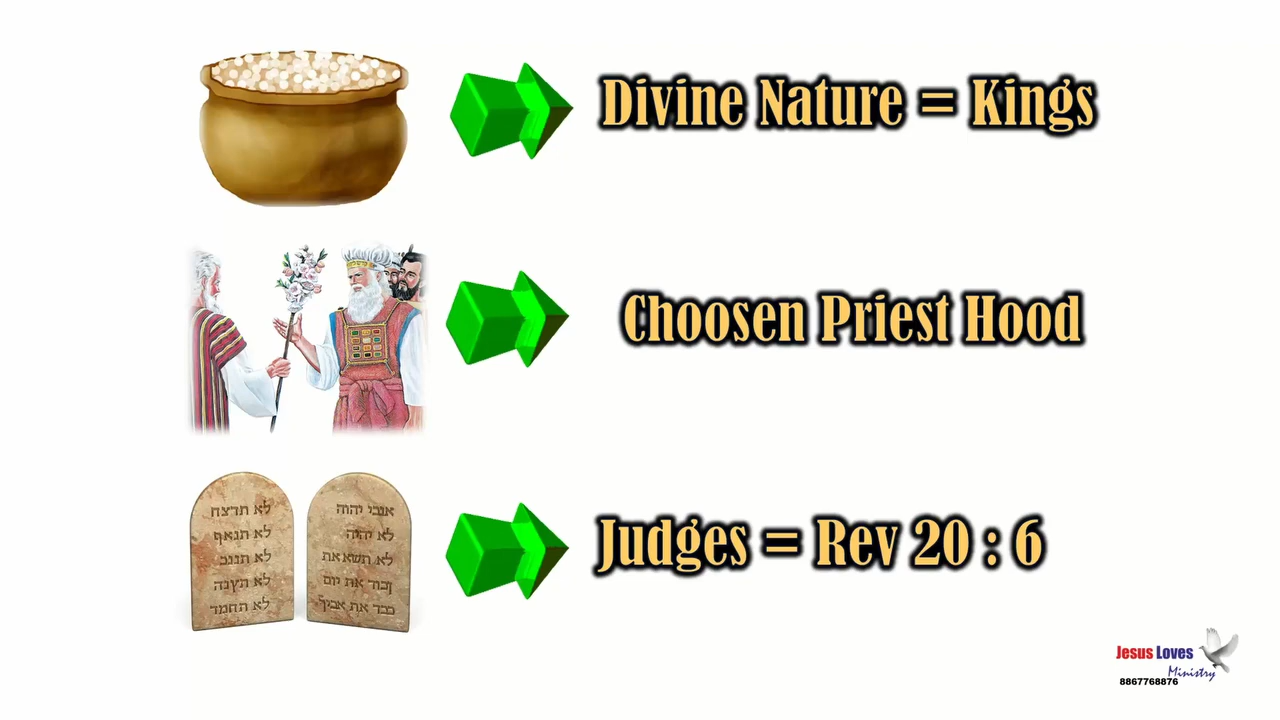 Divine Nature = Kings
Choosen Priest Hood
לא תרצח
לא תנאף
לא תגנב
לא תענה
לא תחמד
אנכי יהוה
לא יהיה
לא תשא את
זכור את יום
כבד את אביך
Judges = Rev 20 : 6
Jesus Loves
Ministry
8867768876